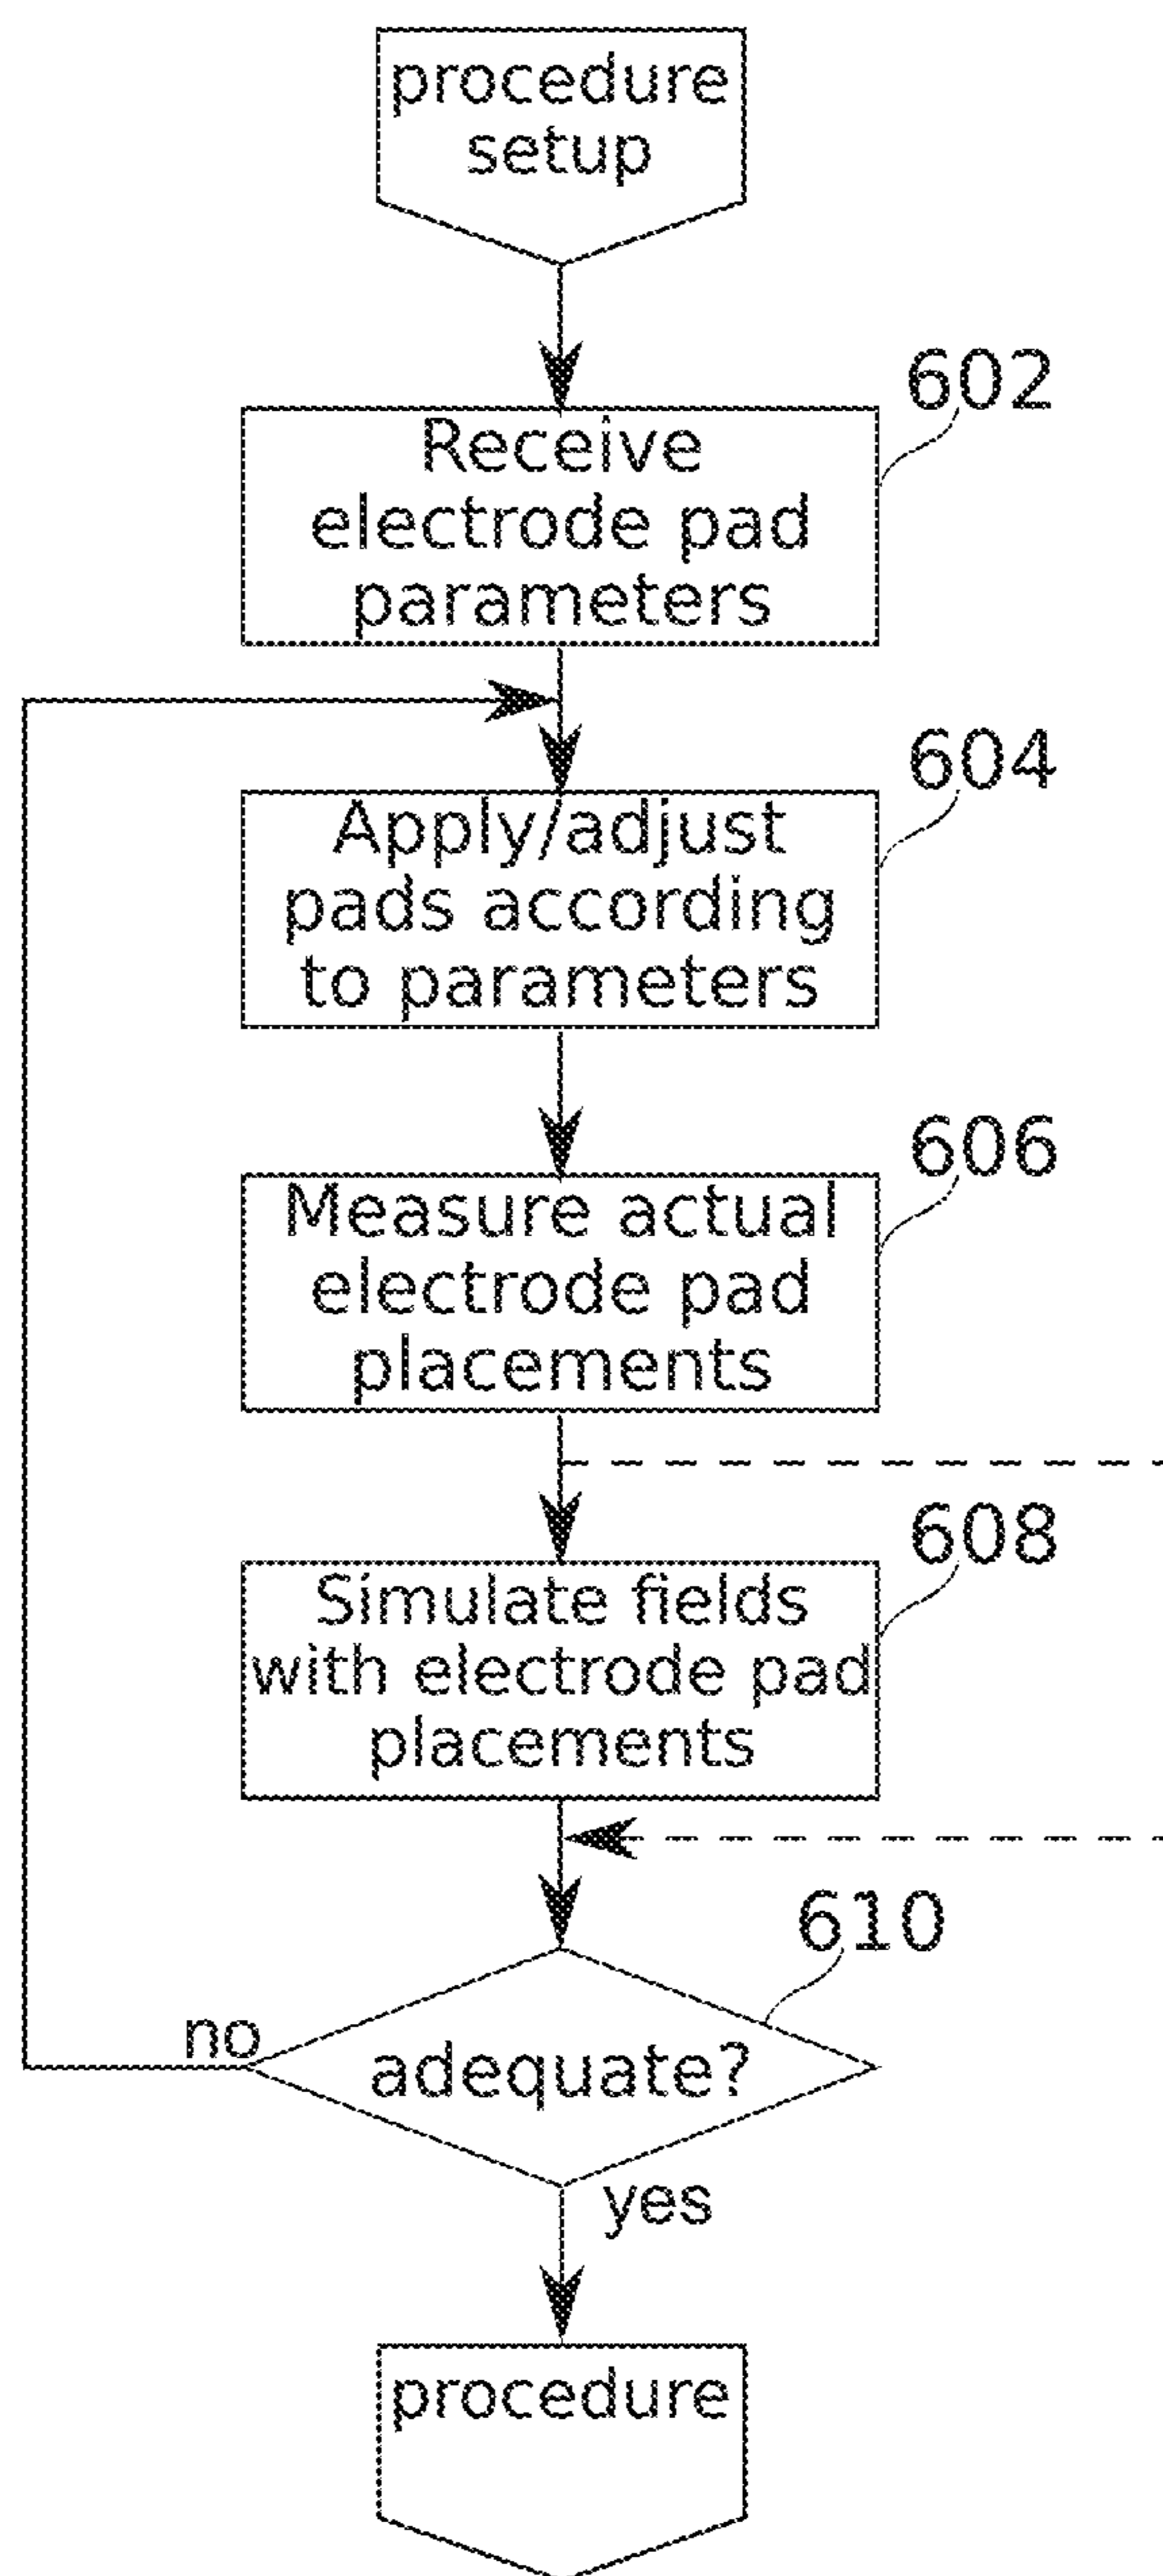 procedure
setup
602
Receive
electrode pad
parameters
604
Apply/adjust
pads according
to parameters
606
Measure actual
electrode pad
placements
608
Simulate fields
with electrode pad
placements
610
adequate?
no
yes
procedure